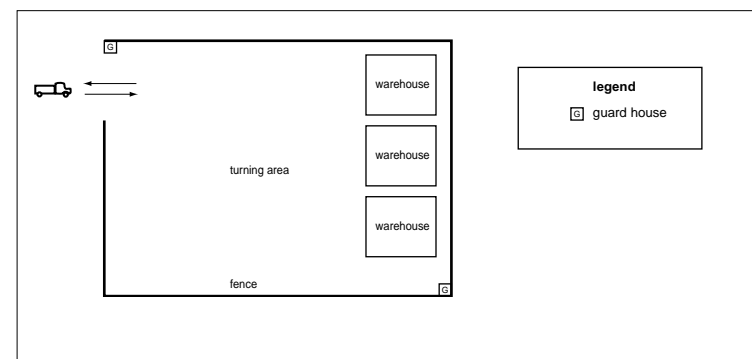 G
warehouse
legend
G guard house
warehouse
turning area
warehouse
fence
G